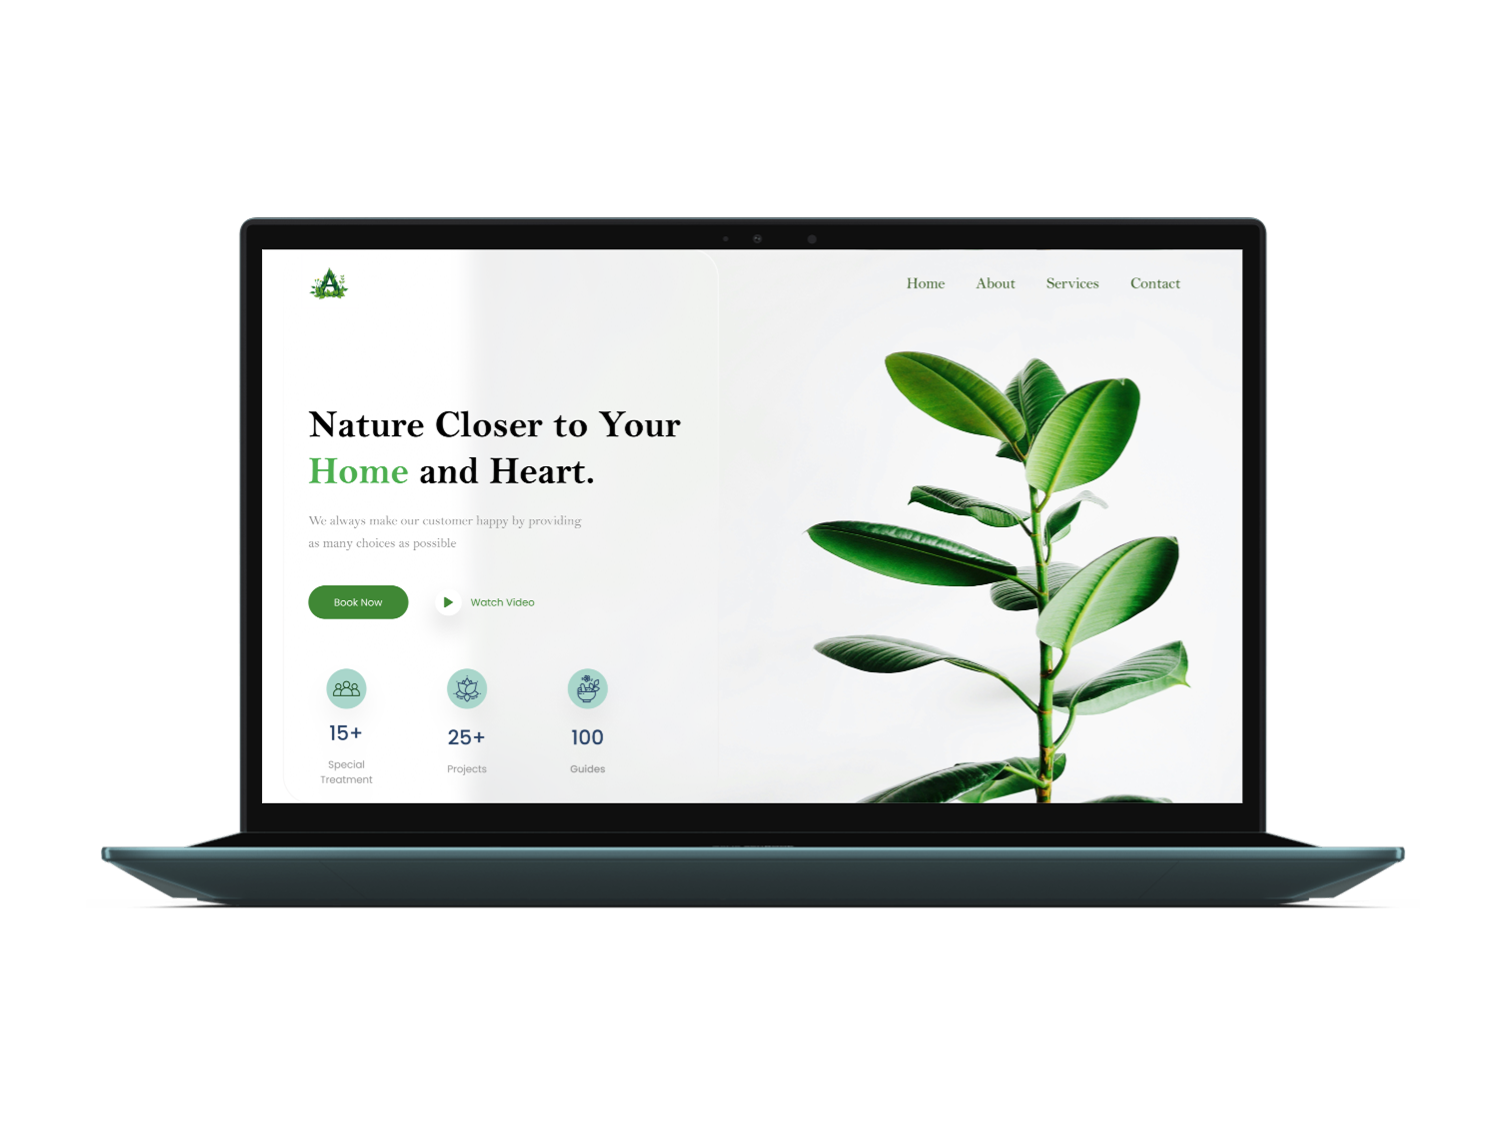 A
Home About Services Contact
Nature Closer to Your
Home and Heart.
We always make our customer happy by providing
as many choices as possible
Book Now
Watch Video
15+
25+
100
Special
Treatment
Projects
Guides